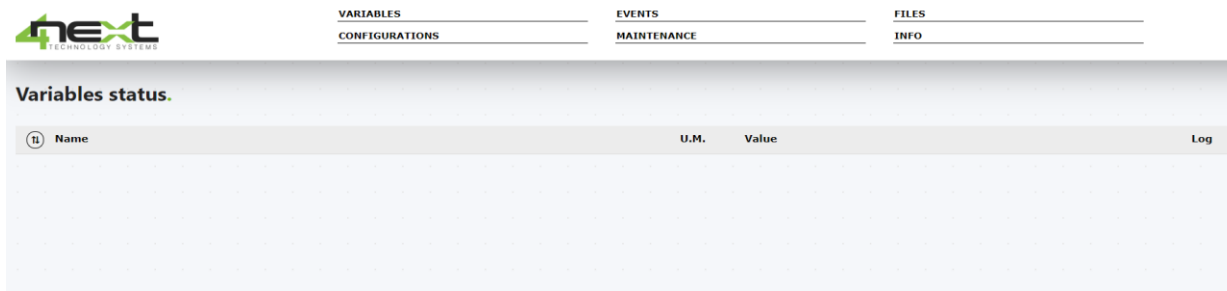 VARIABLES EVENTS FILES
4next
TECHNOLOGY SYSTEMS
CONFIGURATIONS MAINTENANCE INFO
Variables status.
Name U.M. Value Log